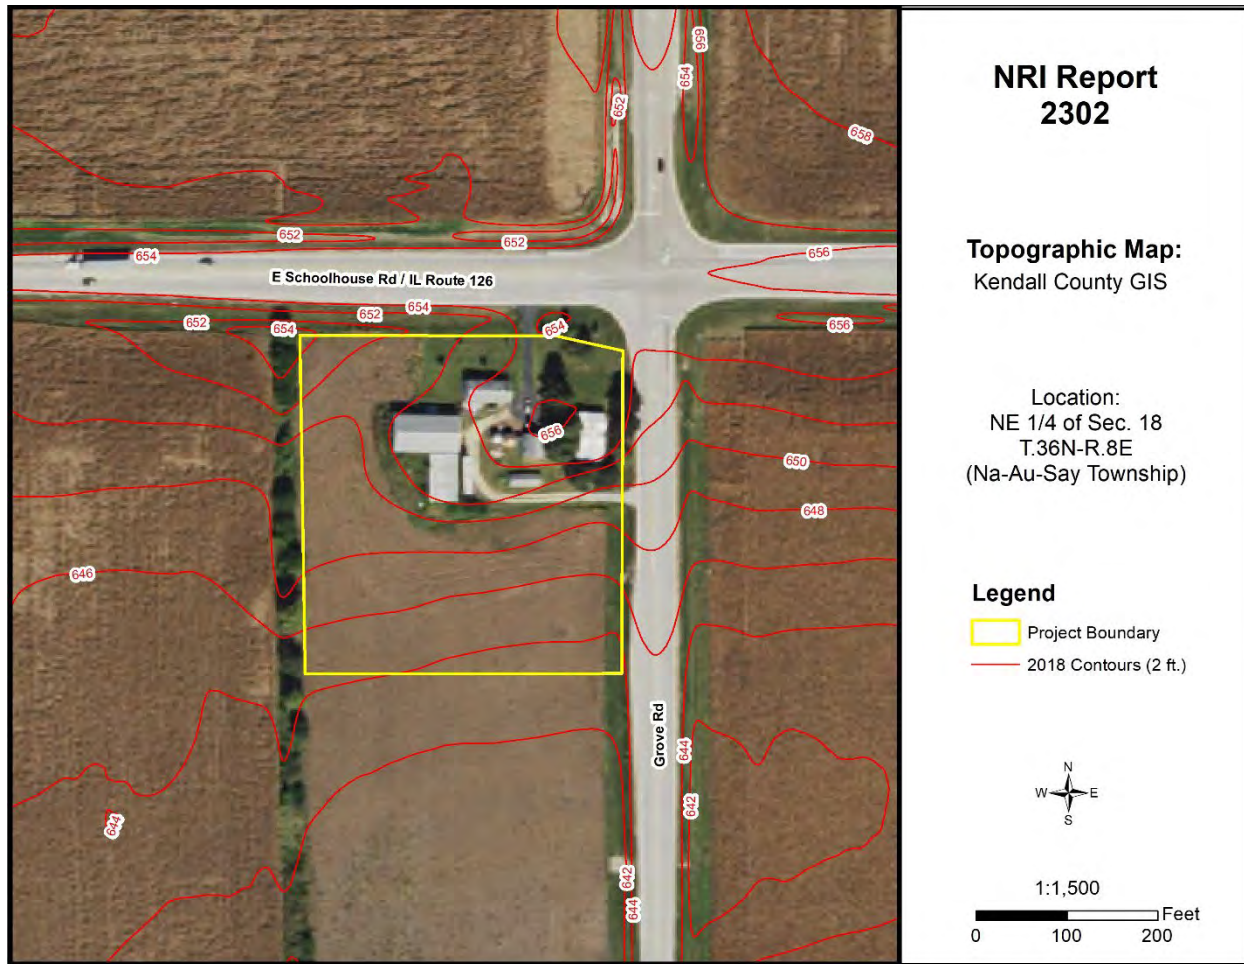 NRI Report
2302
Topographic Map:
Kendall County GIS
Location:
NE 1/4 of Sec. 18
T.36N-R.8E
(Na-Au-Say Township)
Legend
Project Boundary
2018 Contours (2 ft.)
N
W E
S
1:1,500
Feet
0 100 200
656
654
652
658
652
652
654
656
E Schoolhouse Rd / IL Route 126
654
652
652
654
654
656
656
650
648
646
Grove Rd
644
642
644
642
644